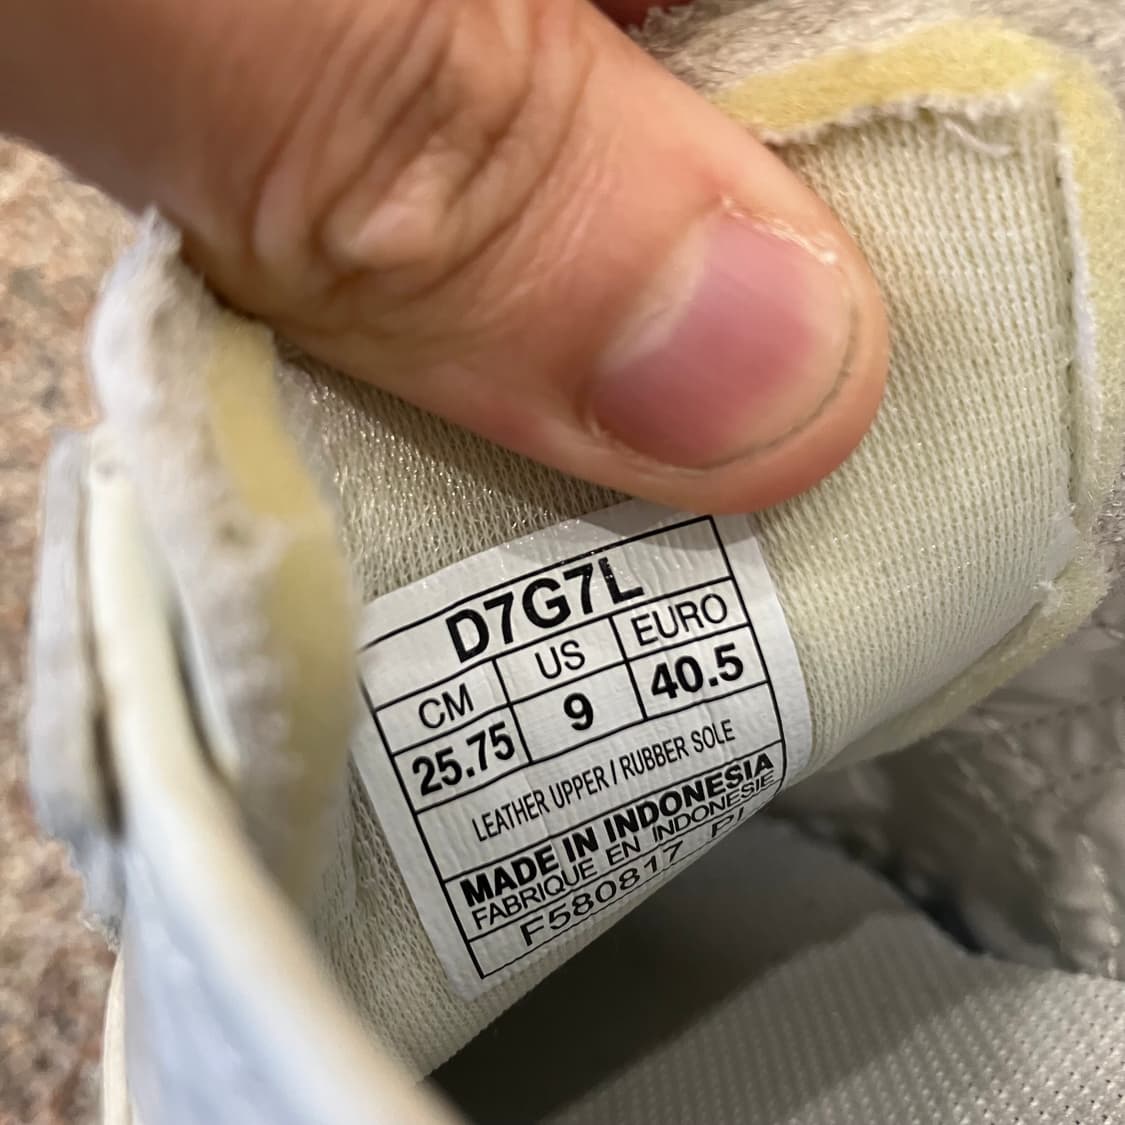 D7G7L
CM US EURO
25.75 9 40.5
LEATHER UPPER / RUBBER SOLE
MADE IN INDONESIA
FABRIQUE EN INDONESIE
F580817